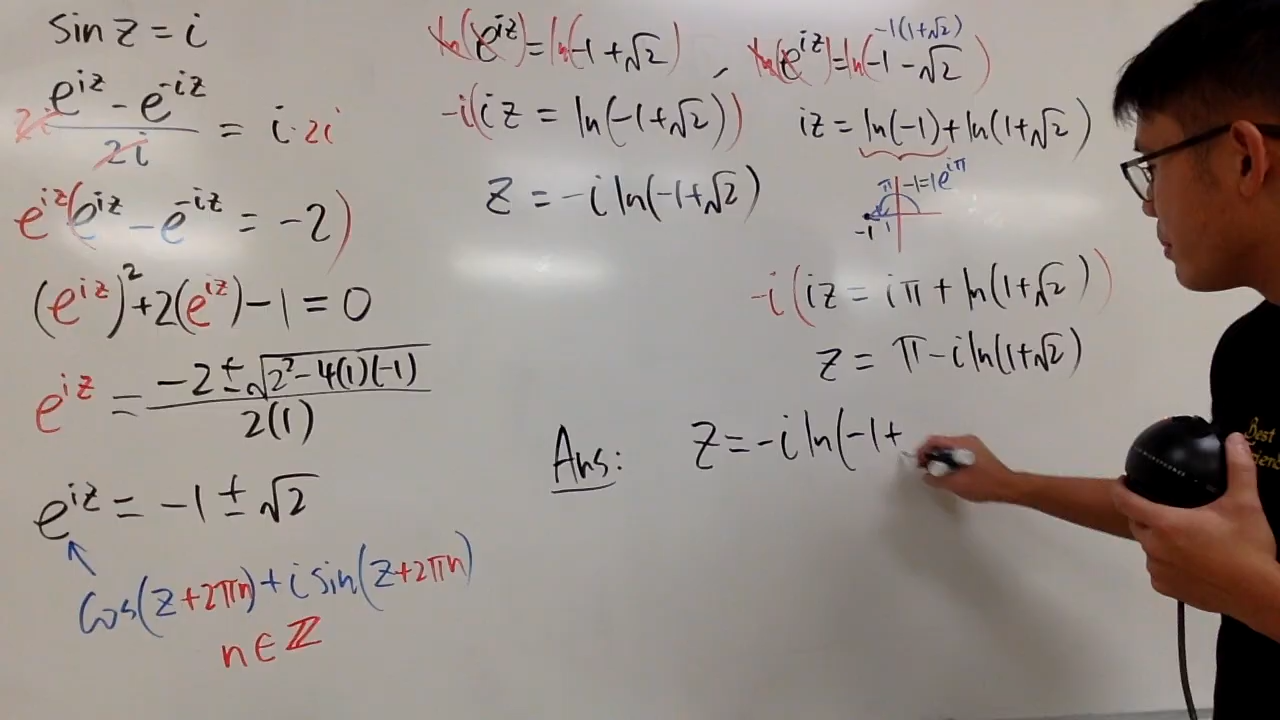 sin z = i
(e^{iz} - e^{-iz})/2i = i·2i
2i
e^{iz}(e^{iz} - e^{-iz} = -2)
(e^{iz})^2 + 2(e^{iz}) - 1 = 0
e^{iz} = (-2 ± √(2^2 - 4(1)(-1)))/2(1)
e^{iz} = -1 ± √2
cos(z+2πn) + i sin(z+2πn)
n ∈ ℤ
ln(e^{iz}) = ln(-1 + √2) ,
-i(iz = ln(-1+√2))
z = -i ln(-1+√2)
-1(1+√2)
ln(e^{iz}) = ln(-1 - √2)
iz = ln(-1) + ln(1+√2)
π -1 = 1e^{iπ}
-1 1
-i(iz = iπ + ln(1+√2))
z = π - i ln(1+√2)
Ans: z = -i ln(-1+
Best